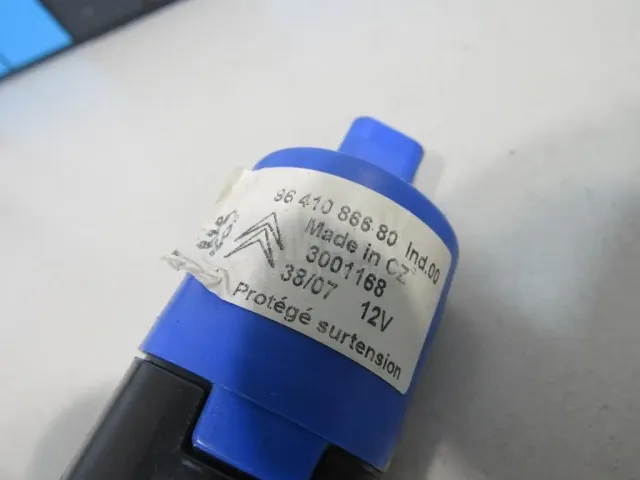 96 410 866 80 Ind.00
Made in CZ
3001168
38/07 12V
Protégé surtension